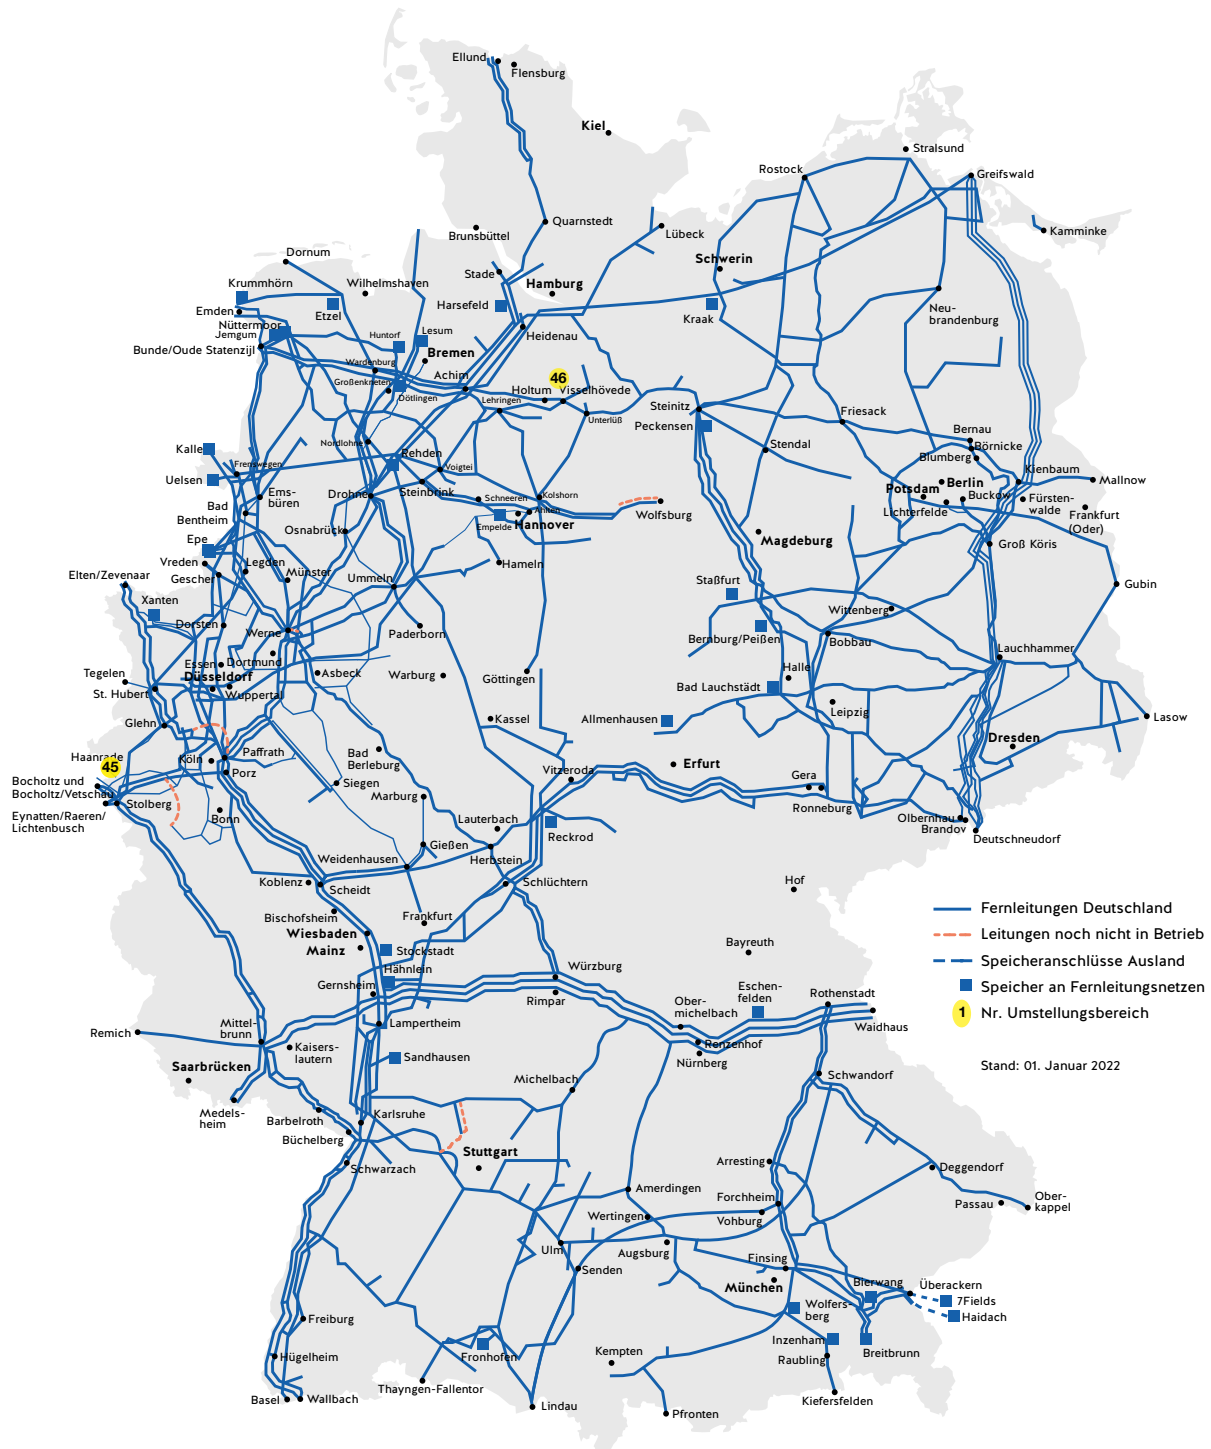 Ellund
Flensburg
Kiel
Stralsund
Rostock
Greifswald
Quarnstedt
Brunsbüttel
Lübeck
Kamminke
Dornum
Schwerin
Stade
Krummhörn
Wilhelmshaven
Hamburg
Harsefeld
Emden
Etzel
Kraak
Neu-
brandenburg
Nüttermoor
Jemgum
Huntorf
Lesum
Heidenau
Bunde/Oude Statenzijl
Bremen
Wardenburg
Achim
46
Großenkneten
Dötlingen
Holtum
Visselhövede
Lehringen
Unterlüß
Steinitz
Friesack
Peckensen
Bernau
Nordlohne
Stendal
Börnicke
Kalle
Rehden
Blumberg
Frenswegen
Voigtei
Kienbaum
Uelsen
Berlin
Mallnow
Potsdam
Drohne
Steinbrink
Ems-
büren
Schneeren
Kolshorn
Buckow
Fürsten-
walde
Bad
Bentheim
Ahlten
Wolfsburg
Lichterfelde
Frankfurt
(Oder)
Osnabrück
Empelde
Hannover
Magdeburg
Groß Köris
Epe
Vreden
Legden
Hameln
Elten/Zevenaar
Gescher
Münster
Ummeln
Staßfurt
Gubin
Xanten
Wittenberg
Dorsten
Werne
Paderborn
Bernburg/Peißen
Bobbau
Lauchhammer
Essen
Dortmund
Tegelen
Düsseldorf
Asbeck
Warburg
Göttingen
Halle
St. Hubert
Wuppertal
Bad Lauchstädt
Glehn
Kassel
Allmenhausen
Leipzig
Lasow
Dresden
Haanrade
45
Köln
Paffrath
Bad
Berleburg
Erfurt
Porz
Vitzeroda
Gera
Bocholtz und
Bocholtz/Vetschau
Siegen
Marburg
Ronneburg
Stolberg
Eynatten/Raeren/
Lichtenbusch
Bonn
Lauterbach
Reckrod
Olbernhau
Brandov
Deutschneudorf
Gießen
Weidenhausen
Herbstein
Koblenz
Scheidt
Schlüchtern
Hof
Bischofsheim
Frankfurt
Fernleitungen Deutschland
Wiesbaden
Leitungen noch nicht in Betrieb
Mainz
Stockstadt
Bayreuth
Speicheranschlüsse Ausland
Hähnlein
Würzburg
Gernsheim
Eschen-
felden
Speicher an Fernleitungsnetzen
Rimpar
Ober-
michelbach
Rothenstadt
1
Nr. Umstellungsbereich
Remich
Mittel-
brunn
Lampertheim
Waidhaus
Kaisers-
lautern
Sandhausen
Renzenhof
Nürnberg
Saarbrücken
Michelbach
Schwandorf
Stand: 01. Januar 2022
Medels-
heim
Barbelroth
Karlsruhe
Büchelberg
Stuttgart
Schwarzach
Arresting
Deggendorf
Amerdingen
Forchheim
Passau
Ober-
kappel
Wertingen
Vohburg
Ulm
Augsburg
Finsing
Senden
München
Bierwang
Überackern
7Fields
Wolfers-
berg
Haidach
Freiburg
Inzenham
Breitbrunn
Hügelheim
Fronhofen
Kempten
Raubling
Thayngen-Fallentor
Basel
Wallbach
Lindau
Pfronten
Kiefersfelden